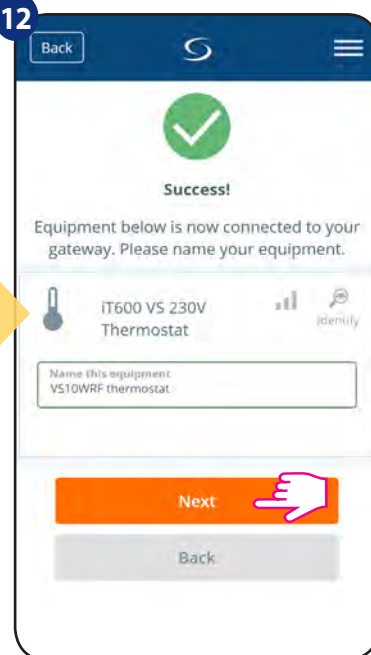 12
Back
Success!
Equipment below is now connected to your
gateway. Please name your equipment.
iT600 VS 230V
Thermostat
Identify
Name this equipment
VS10WRF thermostat
Next
Back